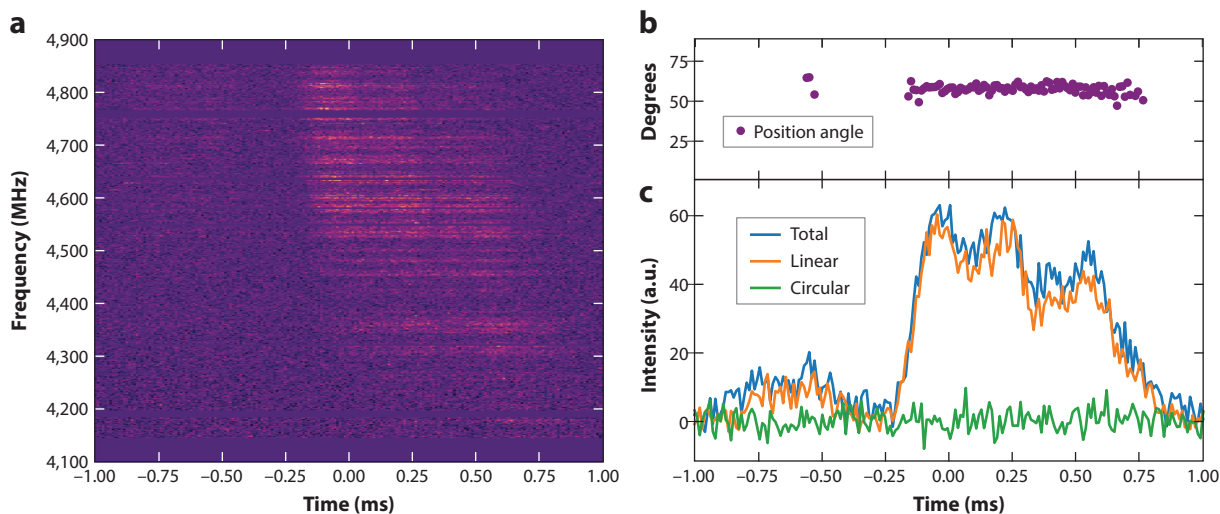 a
4,900
4,800
4,700
4,600
4,500
4,400
4,300
4,200
4,100
Frequency (MHz)
–1.00 –0.75 –0.50 –0.25 0.00 0.25 0.50 0.75 1.00
Time (ms)
b
75
50
25
Degrees
Position angle
c
60
40
20
0
Intensity (a.u.)
Total
Linear
Circular
–1.00 –0.75 –0.50 –0.25 0.00 0.25 0.50 0.75 1.00
Time (ms)